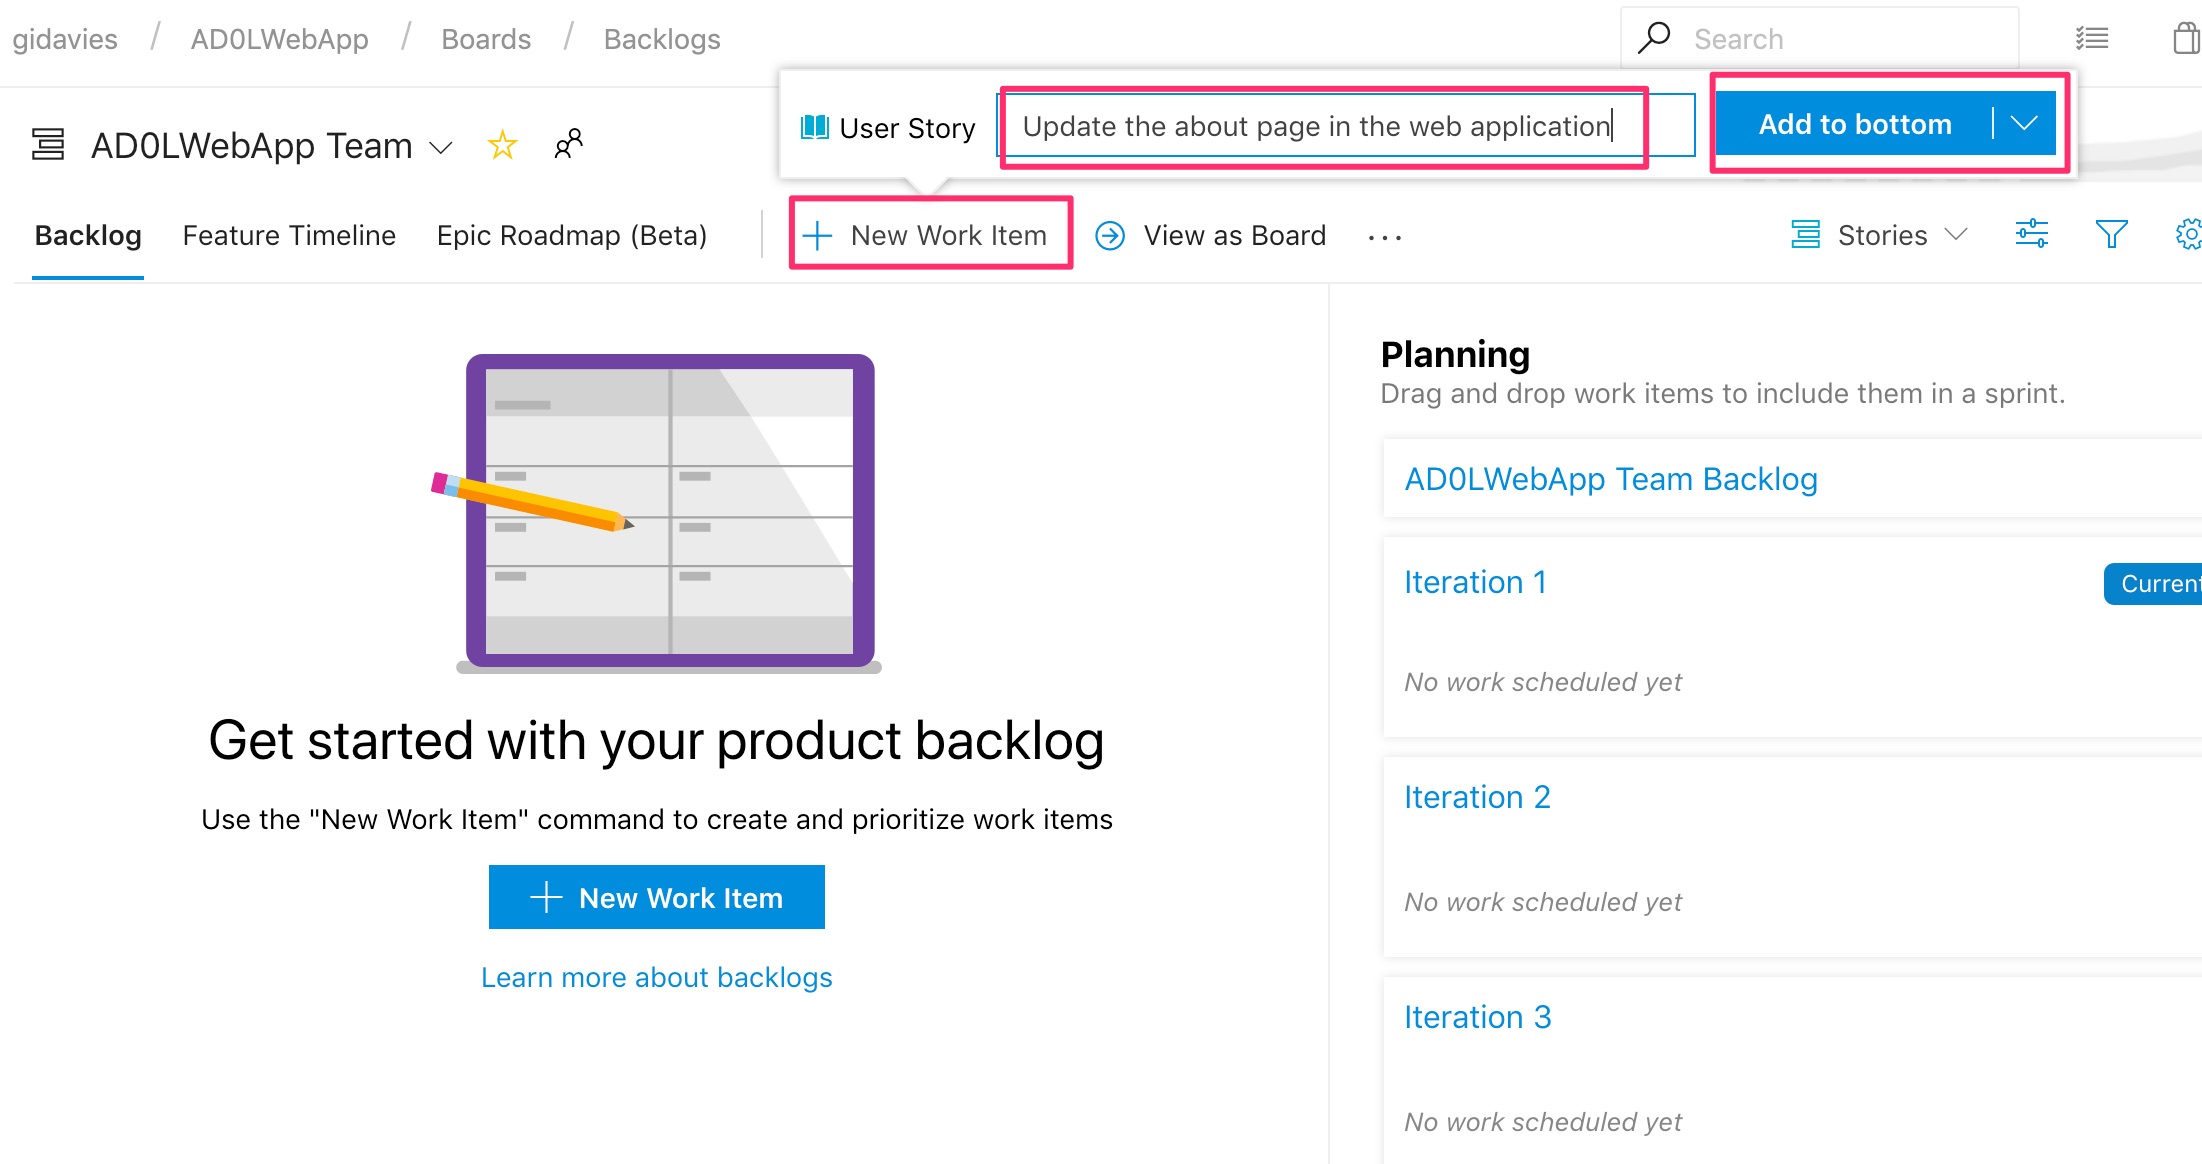 gidavies / AD0LWebApp / Boards / Backlogs
Search
User Story
Update the about page in the web application
Add to bottom
AD0LWebApp Team
Backlog
Feature Timeline
Epic Roadmap (Beta)
New Work Item
View as Board
...
Stories
Get started with your product backlog
Use the "New Work Item" command to create and prioritize work items
New Work Item
Learn more about backlogs
Planning
Drag and drop work items to include them in a sprint.
AD0LWebApp Team Backlog
Iteration 1
Current
No work scheduled yet
Iteration 2
No work scheduled yet
Iteration 3
No work scheduled yet